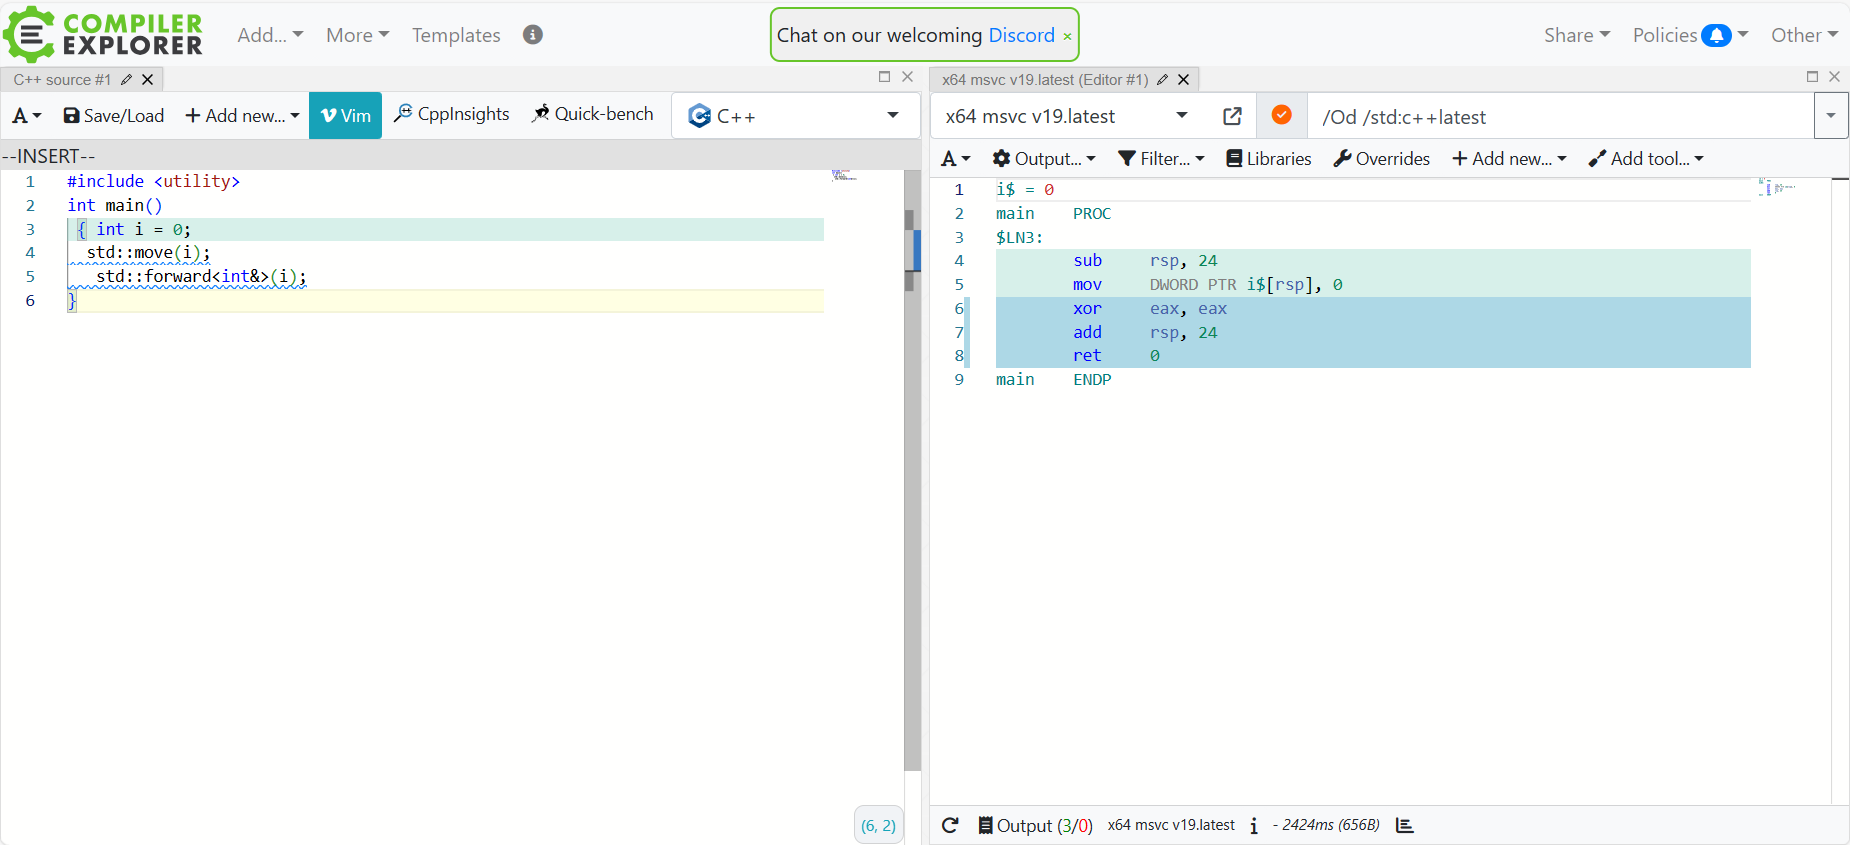 COMPILER
EXPLORER
Add...
More
Templates
Chat on our welcoming Discord ×
Share
Policies
Other
C++ source #1
A
Save/Load
+ Add new...
Vim
CppInsights
Quick-bench
C++
--INSERT--
1 #include <utility>
2 int main()
3 { int i = 0;
4 std::move(i);
5 std::forward<int&>(i);
6 }
(6, 2)
x64 msvc v19.latest (Editor #1)
x64 msvc v19.latest
/Od /std:c++latest
A
Output...
Filter...
Libraries
Overrides
+ Add new...
Add tool...
1 i$ = 0
2 main PROC
3 $LN3:
4 sub rsp, 24
5 mov DWORD PTR i$[rsp], 0
6 xor eax, eax
7 add rsp, 24
8 ret 0
9 main ENDP
Output (3/0) x64 msvc v19.latest i - 2424ms (656B)